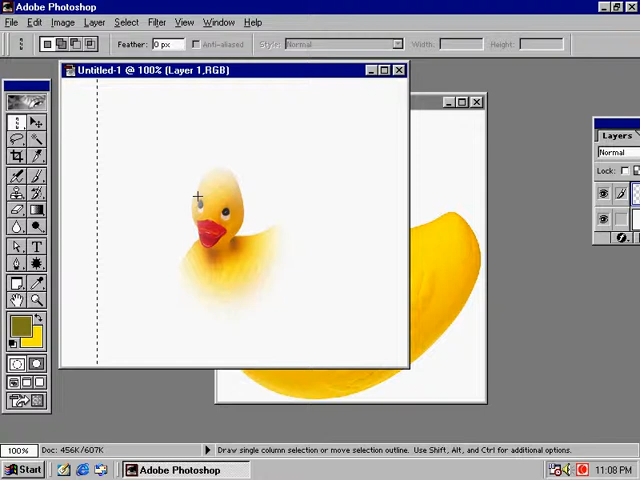 Adobe Photoshop
File Edit Image Layer Select Filter View Window Help
Feather: 0 px Anti-aliased Style: Normal Width: Height:
Untitled-1 @ 100% (Layer 1,RGB)
Layers
Normal
Lock:
T
100% Doc: 456K/607K Draw single column selection or move selection outline. Use Shift, Alt, and Ctrl for additional options.
Start Adobe Photoshop 11:08 PM